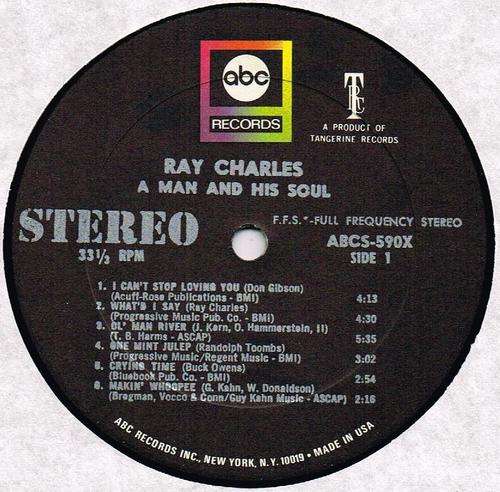 abc
RECORDS
TRC
A PRODUCT OF
TANGERINE RECORDS
RAY CHARLES
A MAN AND HIS SOUL
STEREO
33⅓ RPM
F.F.S.*-FULL FREQUENCY STEREO
ABCS-590X
SIDE 1
1. I CAN'T STOP LOVING YOU (Don Gibson)
(Acuff-Rose Publications - BMI) 4:13
2. WHAT'D I SAY (Ray Charles)
(Progressive Music Pub. Co. - BMI) 4:30
3. OL' MAN RIVER (J. Kern, O. Hammerstein, II)
(T. B. Harms - ASCAP) 5:35
4. ONE MINT JULEP (Randolph Toombs)
(Progressive Music/Regent Music - BMI) 3:02
5. CRYING TIME (Buck Owens)
(Bluebook Pub. Co. - BMI) 2:54
6. MAKIN' WHOOPEE (G. Kahn, W. Donaldson)
(Bregman, Vocco & Conn/Guy Kahn Music - ASCAP) 2:16
ABC RECORDS INC., NEW YORK, N.Y. 10019 • MADE IN USA